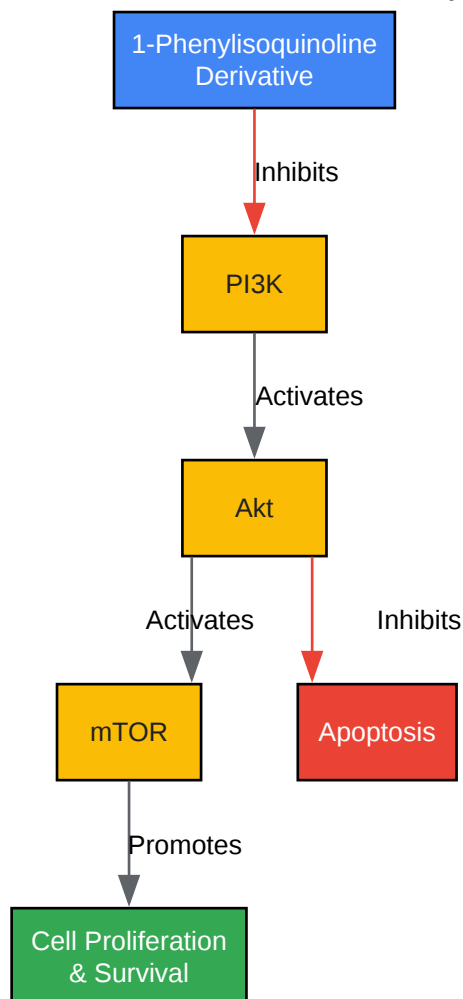 1-Phenylisoquinoline
Derivative
Inhibits
PI3K
Activates
Akt
Activates
Inhibits
mTOR
Apoptosis
Promotes
Cell Proliferation
& Survival